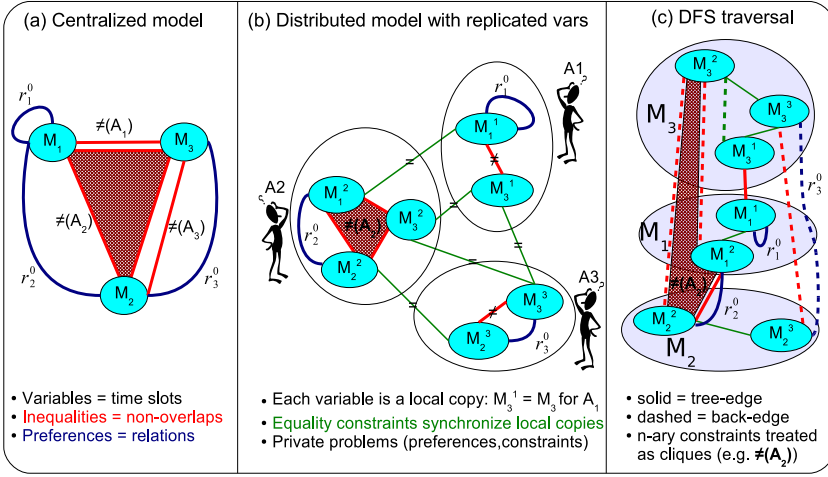 (a) Centralized model
r₁⁰
≠(A₁)
M₁
M₃
≠(A₂)
≠(A₃)
r₂⁰
r₃⁰
M₂
• Variables = time slots
• Inequalities = non-overlaps
• Preferences = relations
(b) Distributed model with replicated vars
A1
?
r₁⁰
M₁¹
=
≠
A2
?
M₁²
M₃¹
=
≠(A₂)
M₃²
r₂⁰
M₂²
=
=
A3
?
=
M₃³
≠
M₂³
r₃⁰
• Each variable is a local copy: M₃¹ = M₃ for A₁
• Equality constraints synchronize local copies
• Private problems (preferences,constraints)
(c) DFS traversal
M₃²
M₃
M₃³
M₃¹
r₃⁰
M₁¹
M₁
M₁²
r₁⁰
≠(A₂)
r₂⁰
M₂²
M₂³
M₂
• solid = tree-edge
• dashed = back-edge
• n-ary constraints treated
as cliques (e.g. ≠(A₂))